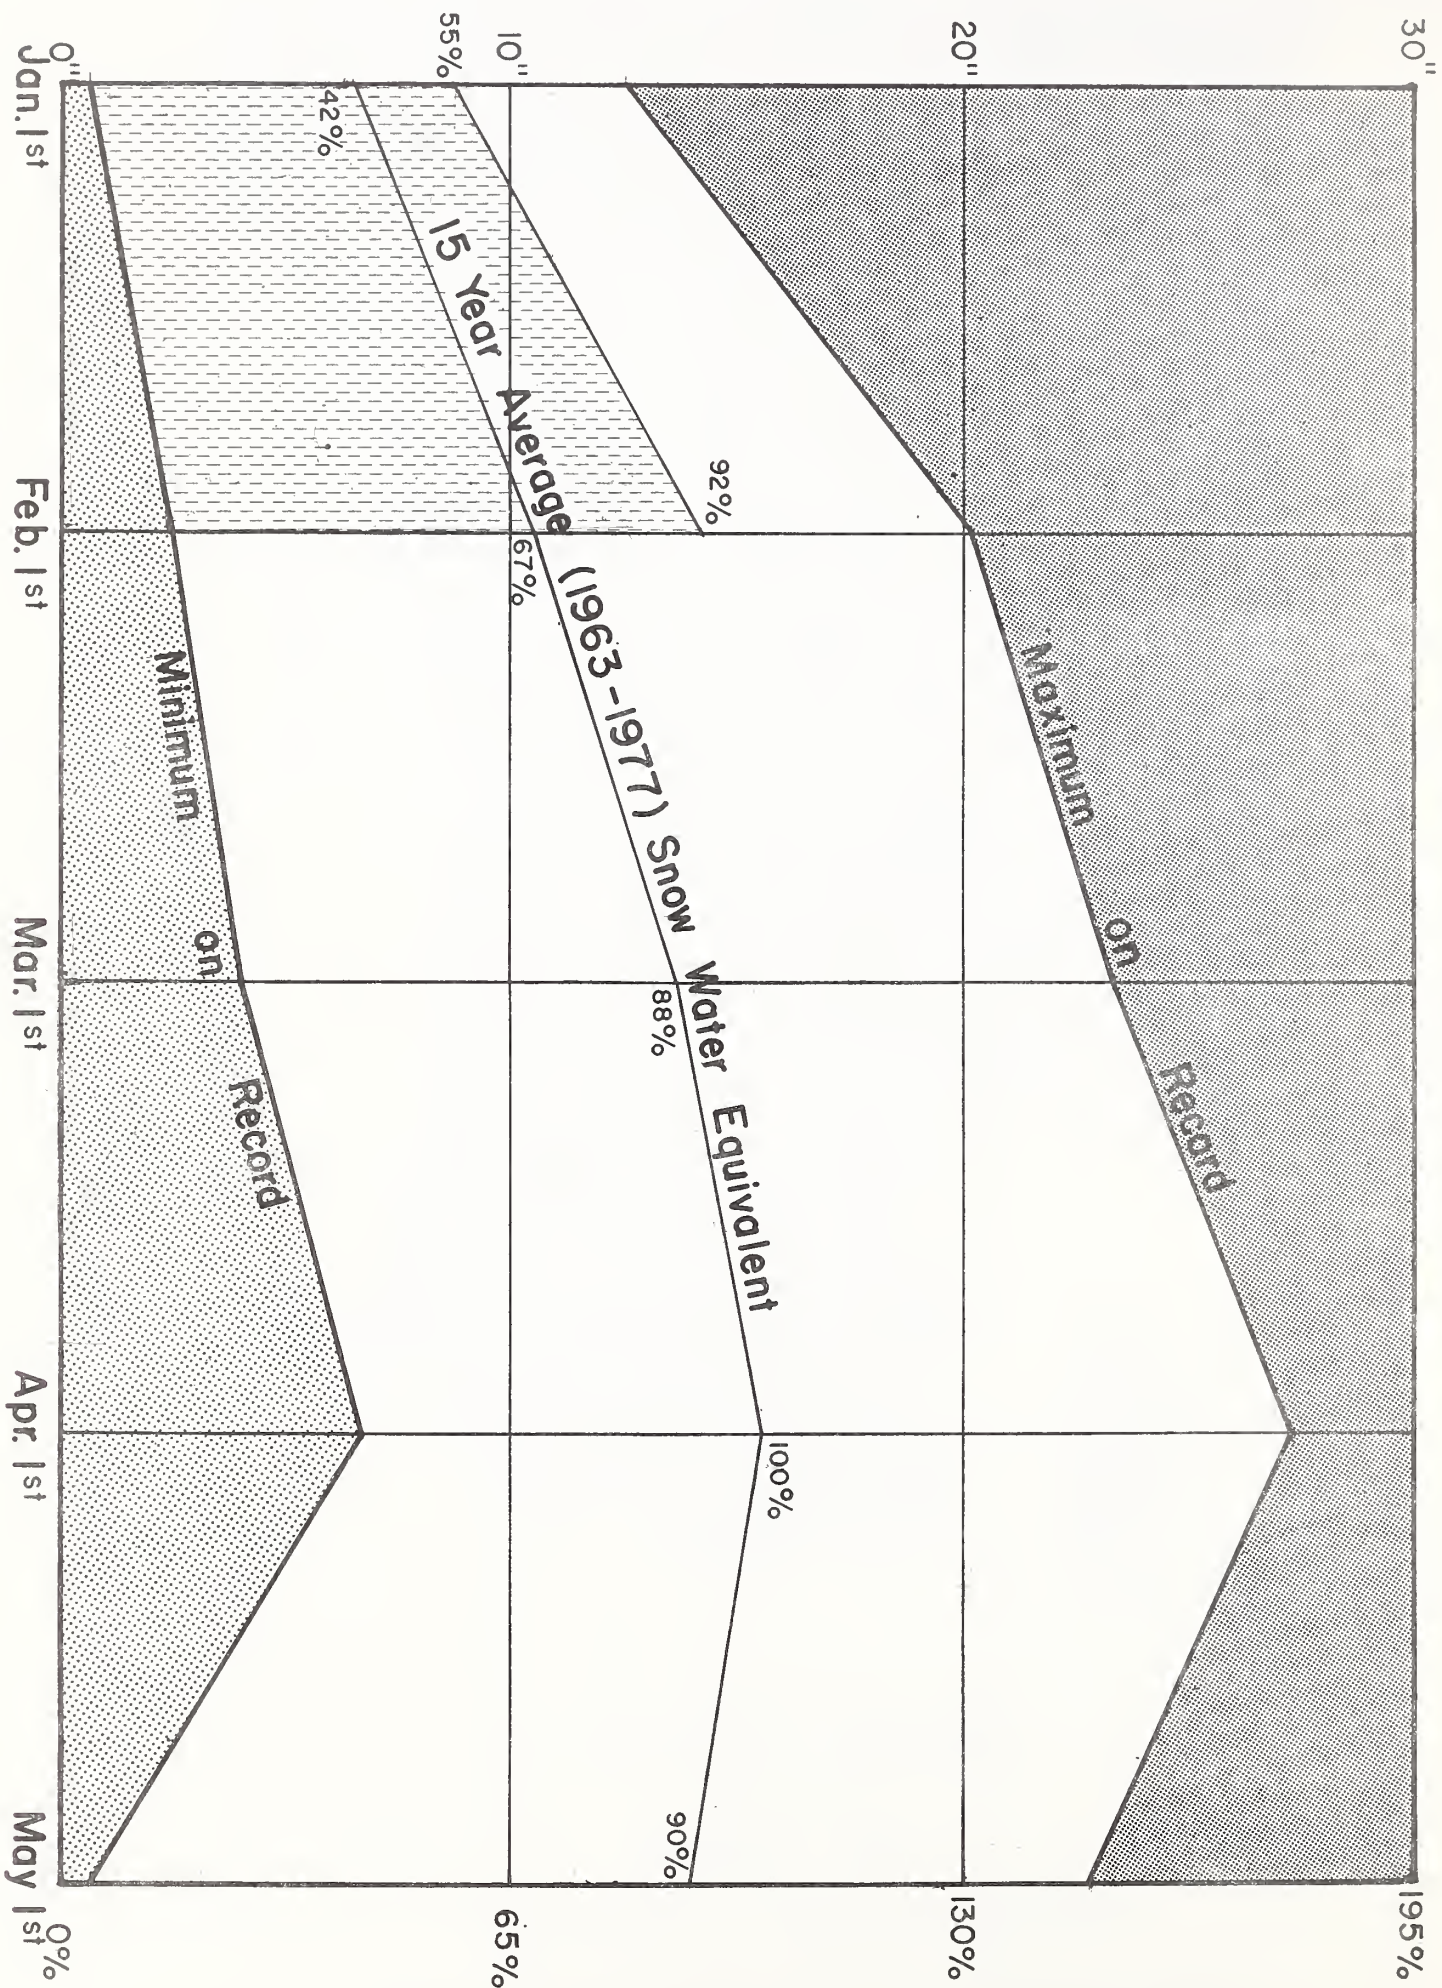 30"
20"
10"
0"
55%
42%
92%
67%
88%
100%
90%
Maximum on Record
15 Year Average (1963-1977) Snow Water Equivalent
Minimum on Record
195%
130%
65%
0%
Jan. 1st
Feb. 1st
Mar. 1st
Apr. 1st
May 1st